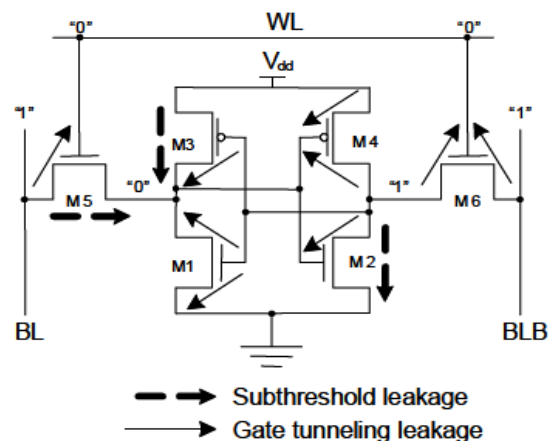 WL
"0" "0"
Vdd
"1" "1"
M3 M4
"0" "1"
M5 M6
M1 M2
BL BLB
Subthreshold leakage
Gate tunneling leakage